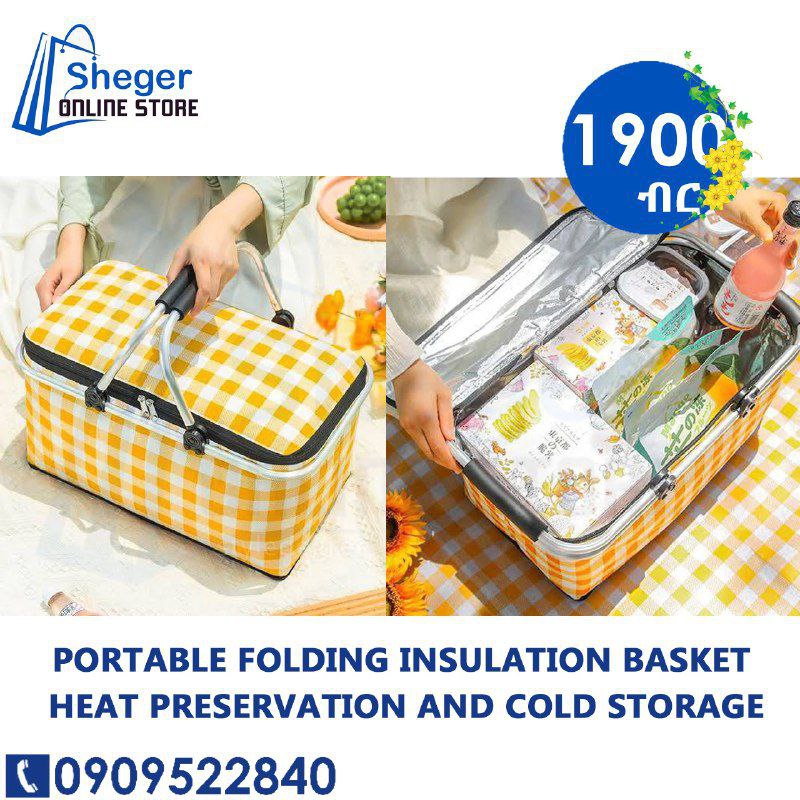 Sheger
ONLINE STORE
1900
ብር
PORTABLE FOLDING INSULATION BASKET
HEAT PRESERVATION AND COLD STORAGE
0909522840